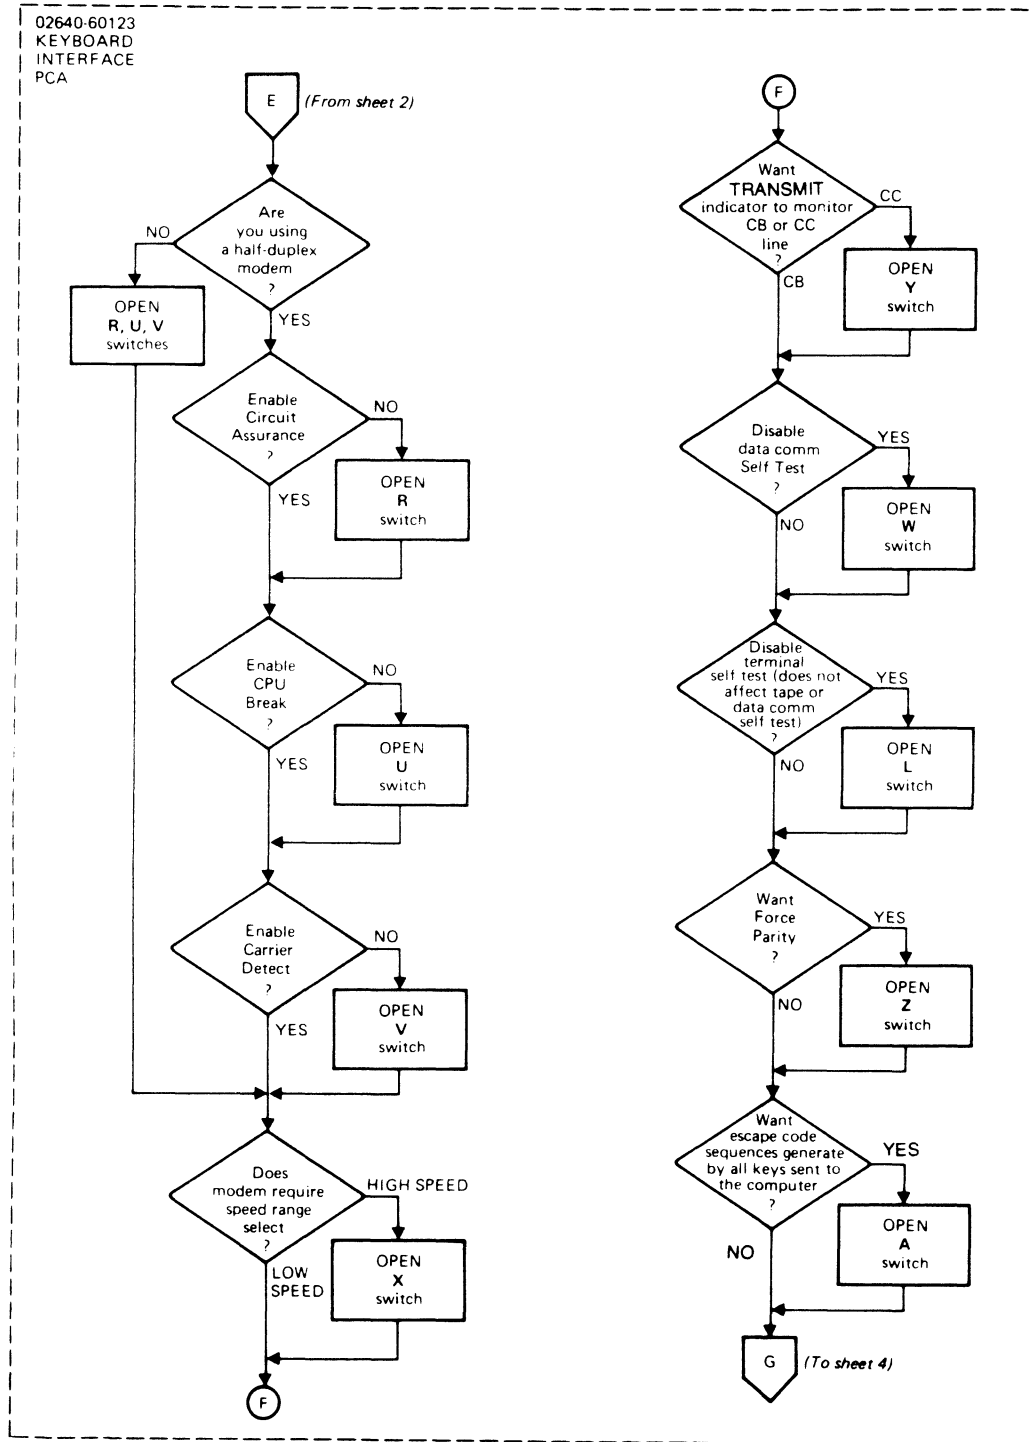 02640-60123
KEYBOARD
INTERFACE
PCA
E
(From sheet 2)
Are
you using
a half-duplex
modem
?
NO
YES
OPEN
R, U, V
switches
Enable
Circuit
Assurance
?
NO
YES
OPEN
R
switch
Enable
CPU
Break
?
NO
YES
OPEN
U
switch
Enable
Carrier
Detect
?
NO
YES
OPEN
V
switch
Does
modem require
speed range
select
?
HIGH SPEED
LOW
SPEED
OPEN
X
switch
F
F
Want
TRANSMIT
indicator to monitor
CB or CC
line
?
CC
CB
OPEN
Y
switch
Disable
data comm
Self Test
?
YES
NO
OPEN
W
switch
Disable
terminal
self test (does not
affect tape or
data comm
self test)
?
YES
NO
OPEN
L
switch
Want
Force
Parity
?
YES
NO
OPEN
Z
switch
Want
escape code
sequences generate
by all keys sent to
the computer
?
YES
NO
OPEN
A
switch
G
(To sheet 4)